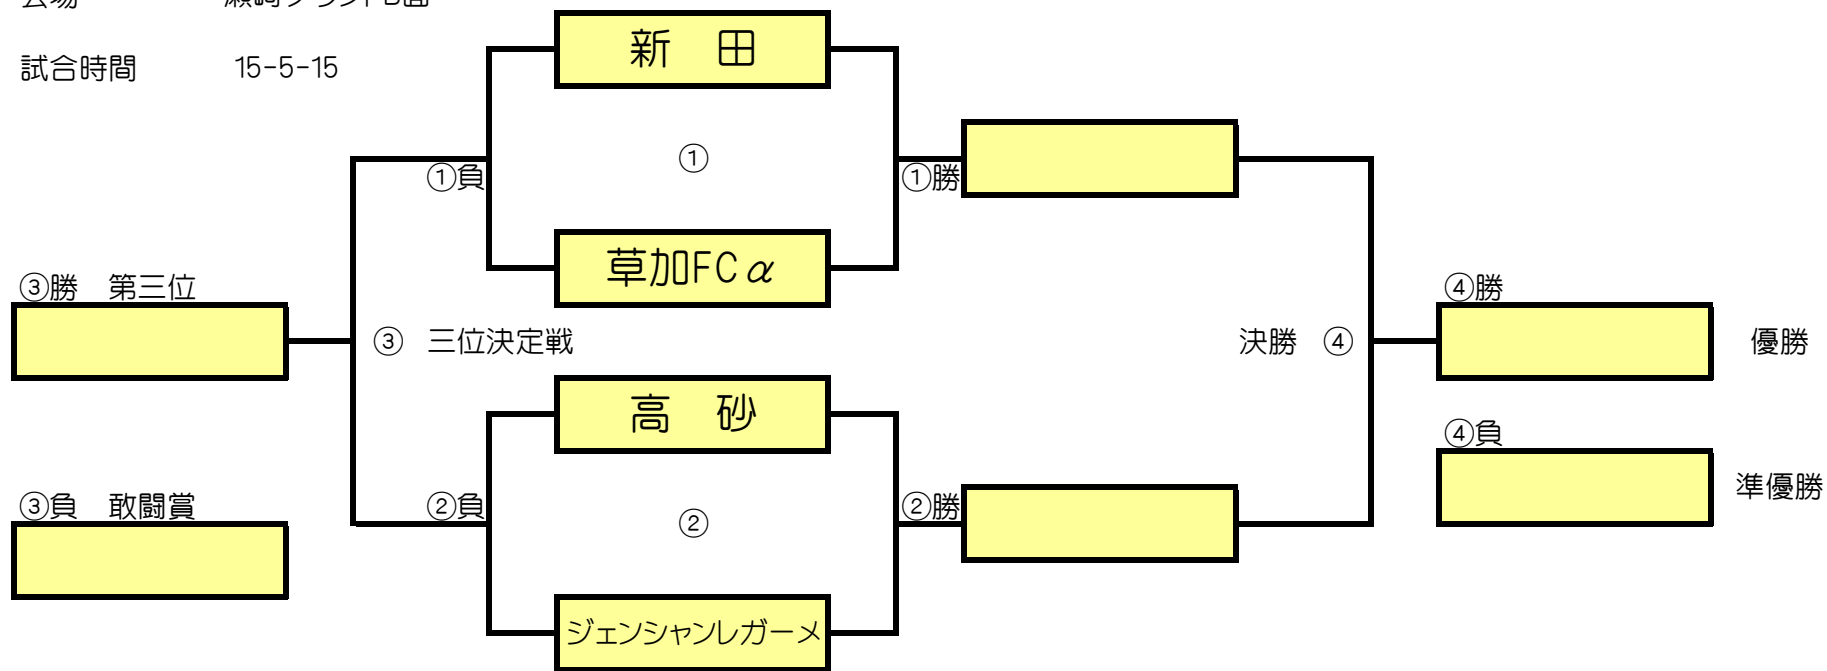 新　田
試合時間　15-5-15
①
①負
①勝
草加FCα
③勝　第三位
④勝
③　三位決定戦
決勝　④
優勝
高　砂
④負
準優勝
③負　敢闘賞
②負
②勝
②
ジェンシャンレガーメ